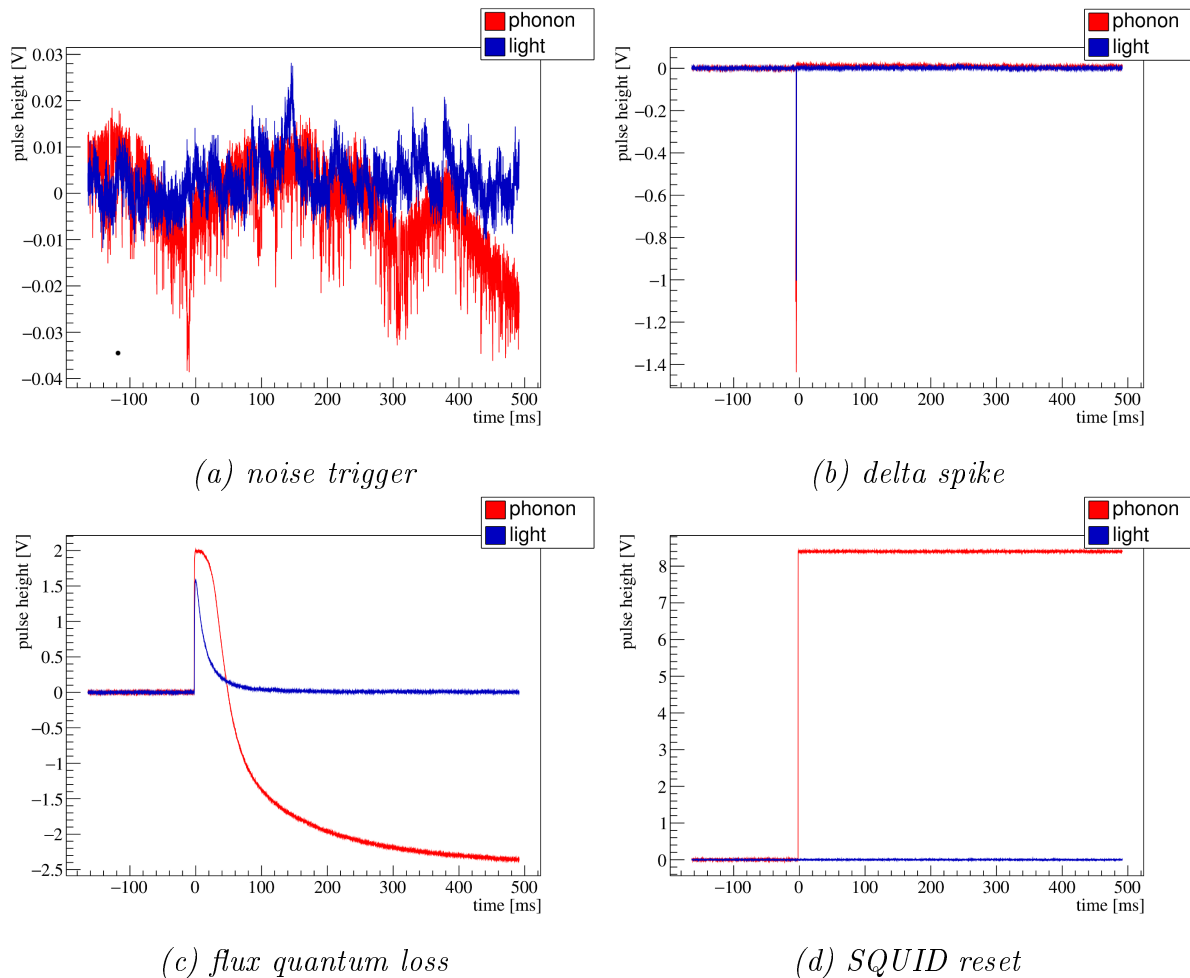 phonon
light
pulse height [V]
0.03
0.02
0.01
0
−0.01
−0.02
−0.03
−0.04
−100 0 100 200 300 400 500
time [ms]
(a) noise trigger
phonon
light
pulse height [V]
0
−0.2
−0.4
−0.6
−0.8
−1
−1.2
−1.4
−100 0 100 200 300 400 500
time [ms]
(b) delta spike
phonon
light
pulse height [V]
2
1.5
1
0.5
0
−0.5
−1
−1.5
−2
−2.5
−100 0 100 200 300 400 500
time [ms]
(c) flux quantum loss
phonon
light
pulse height [V]
8
7
6
5
4
3
2
1
0
−100 0 100 200 300 400 500
time [ms]
(d) SQUID reset